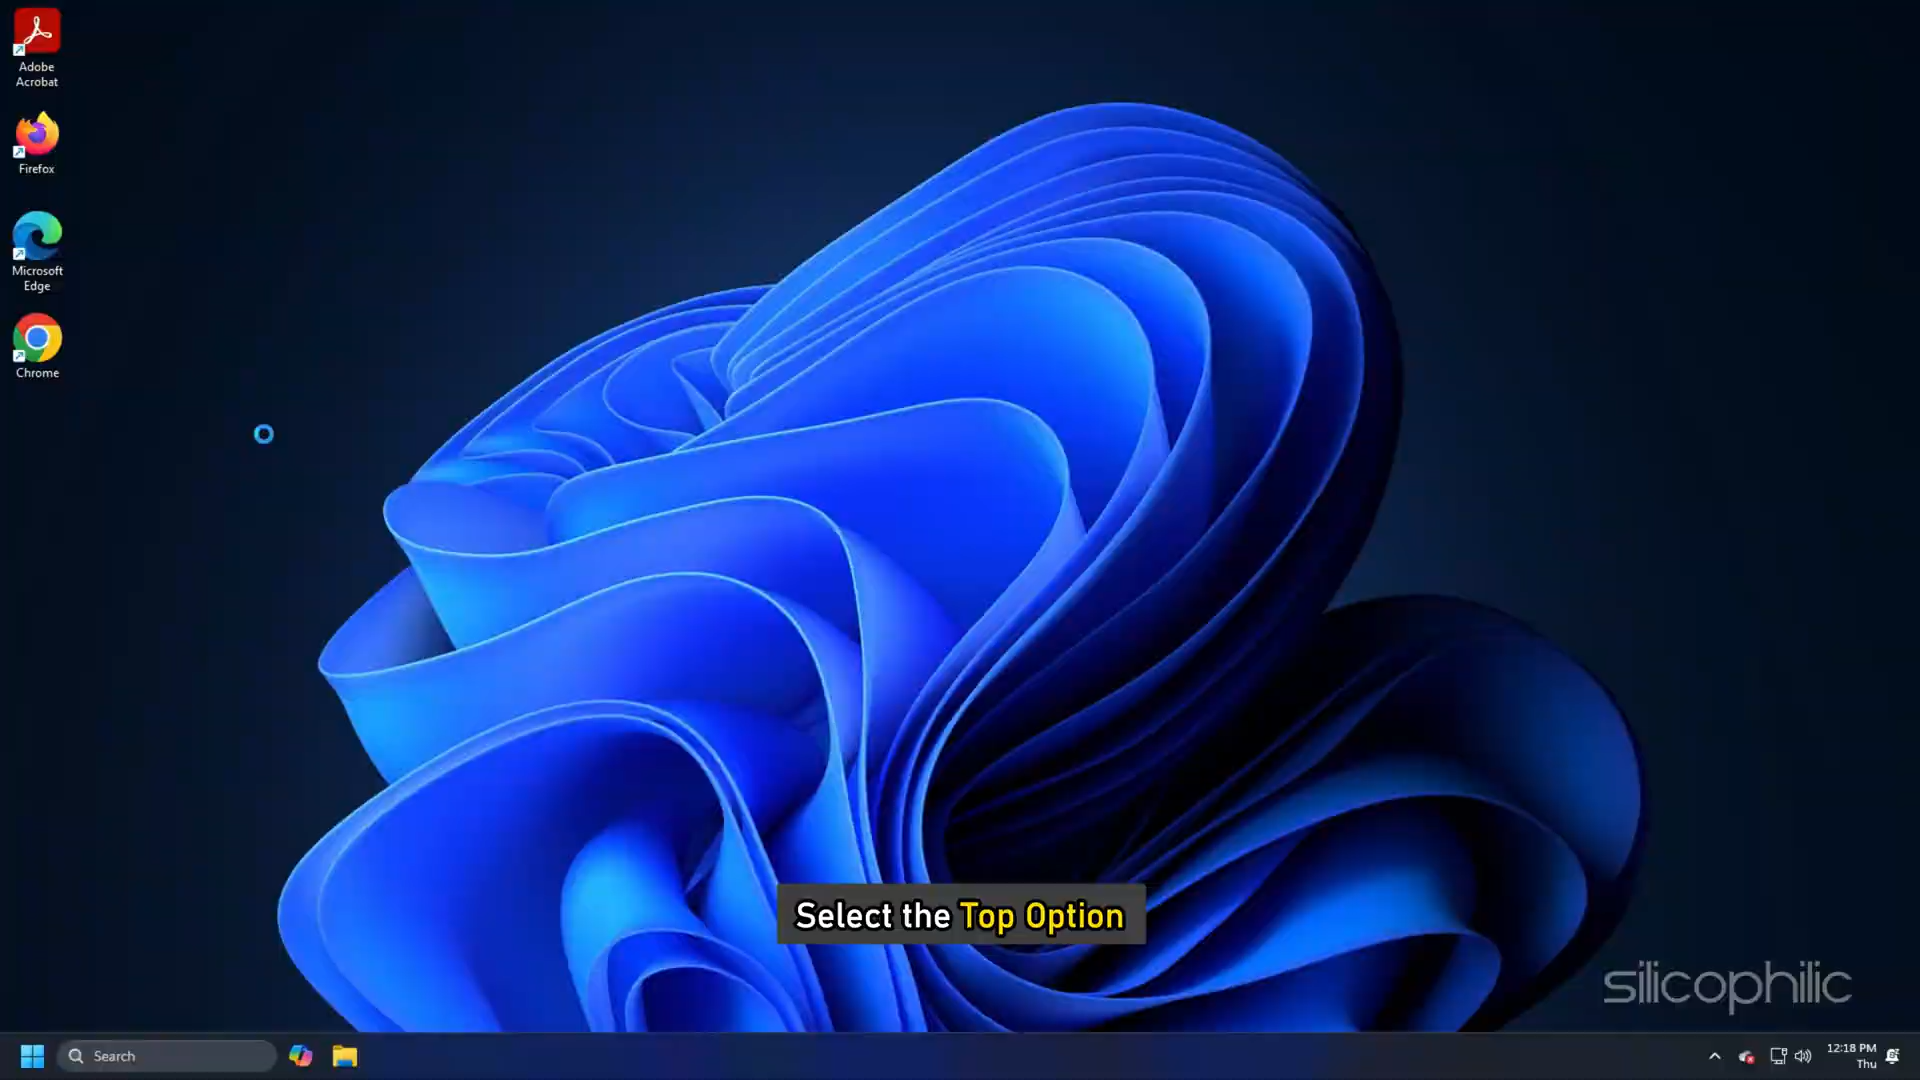 Adobe
Acrobat
Firefox
Microsoft
Edge
Chrome
Select the Top Option
silicophilic
Search
12:18 PM
Thu